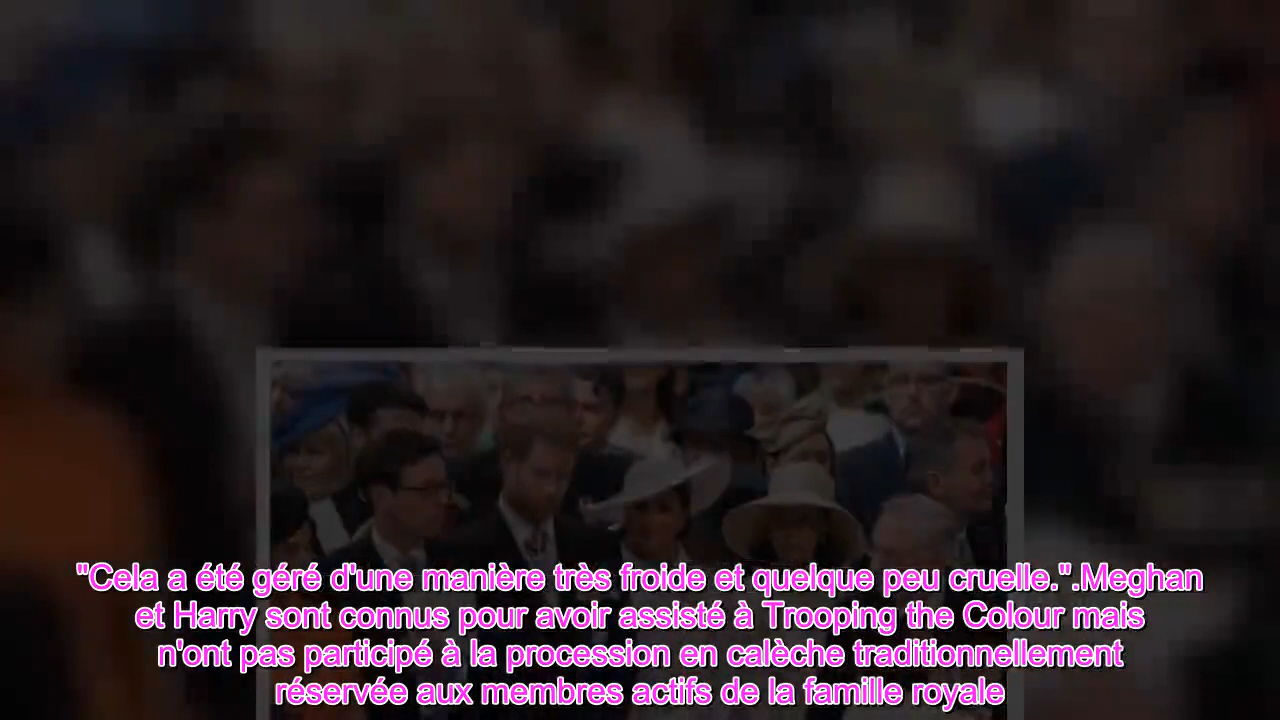 "Cela a été géré d'une manière très froide et quelque peu cruelle.".Meghan
et Harry sont connus pour avoir assisté à Trooping the Colour mais
n'ont pas participé à la procession en calèche traditionnellement
réservée aux membres actifs de la famille royale